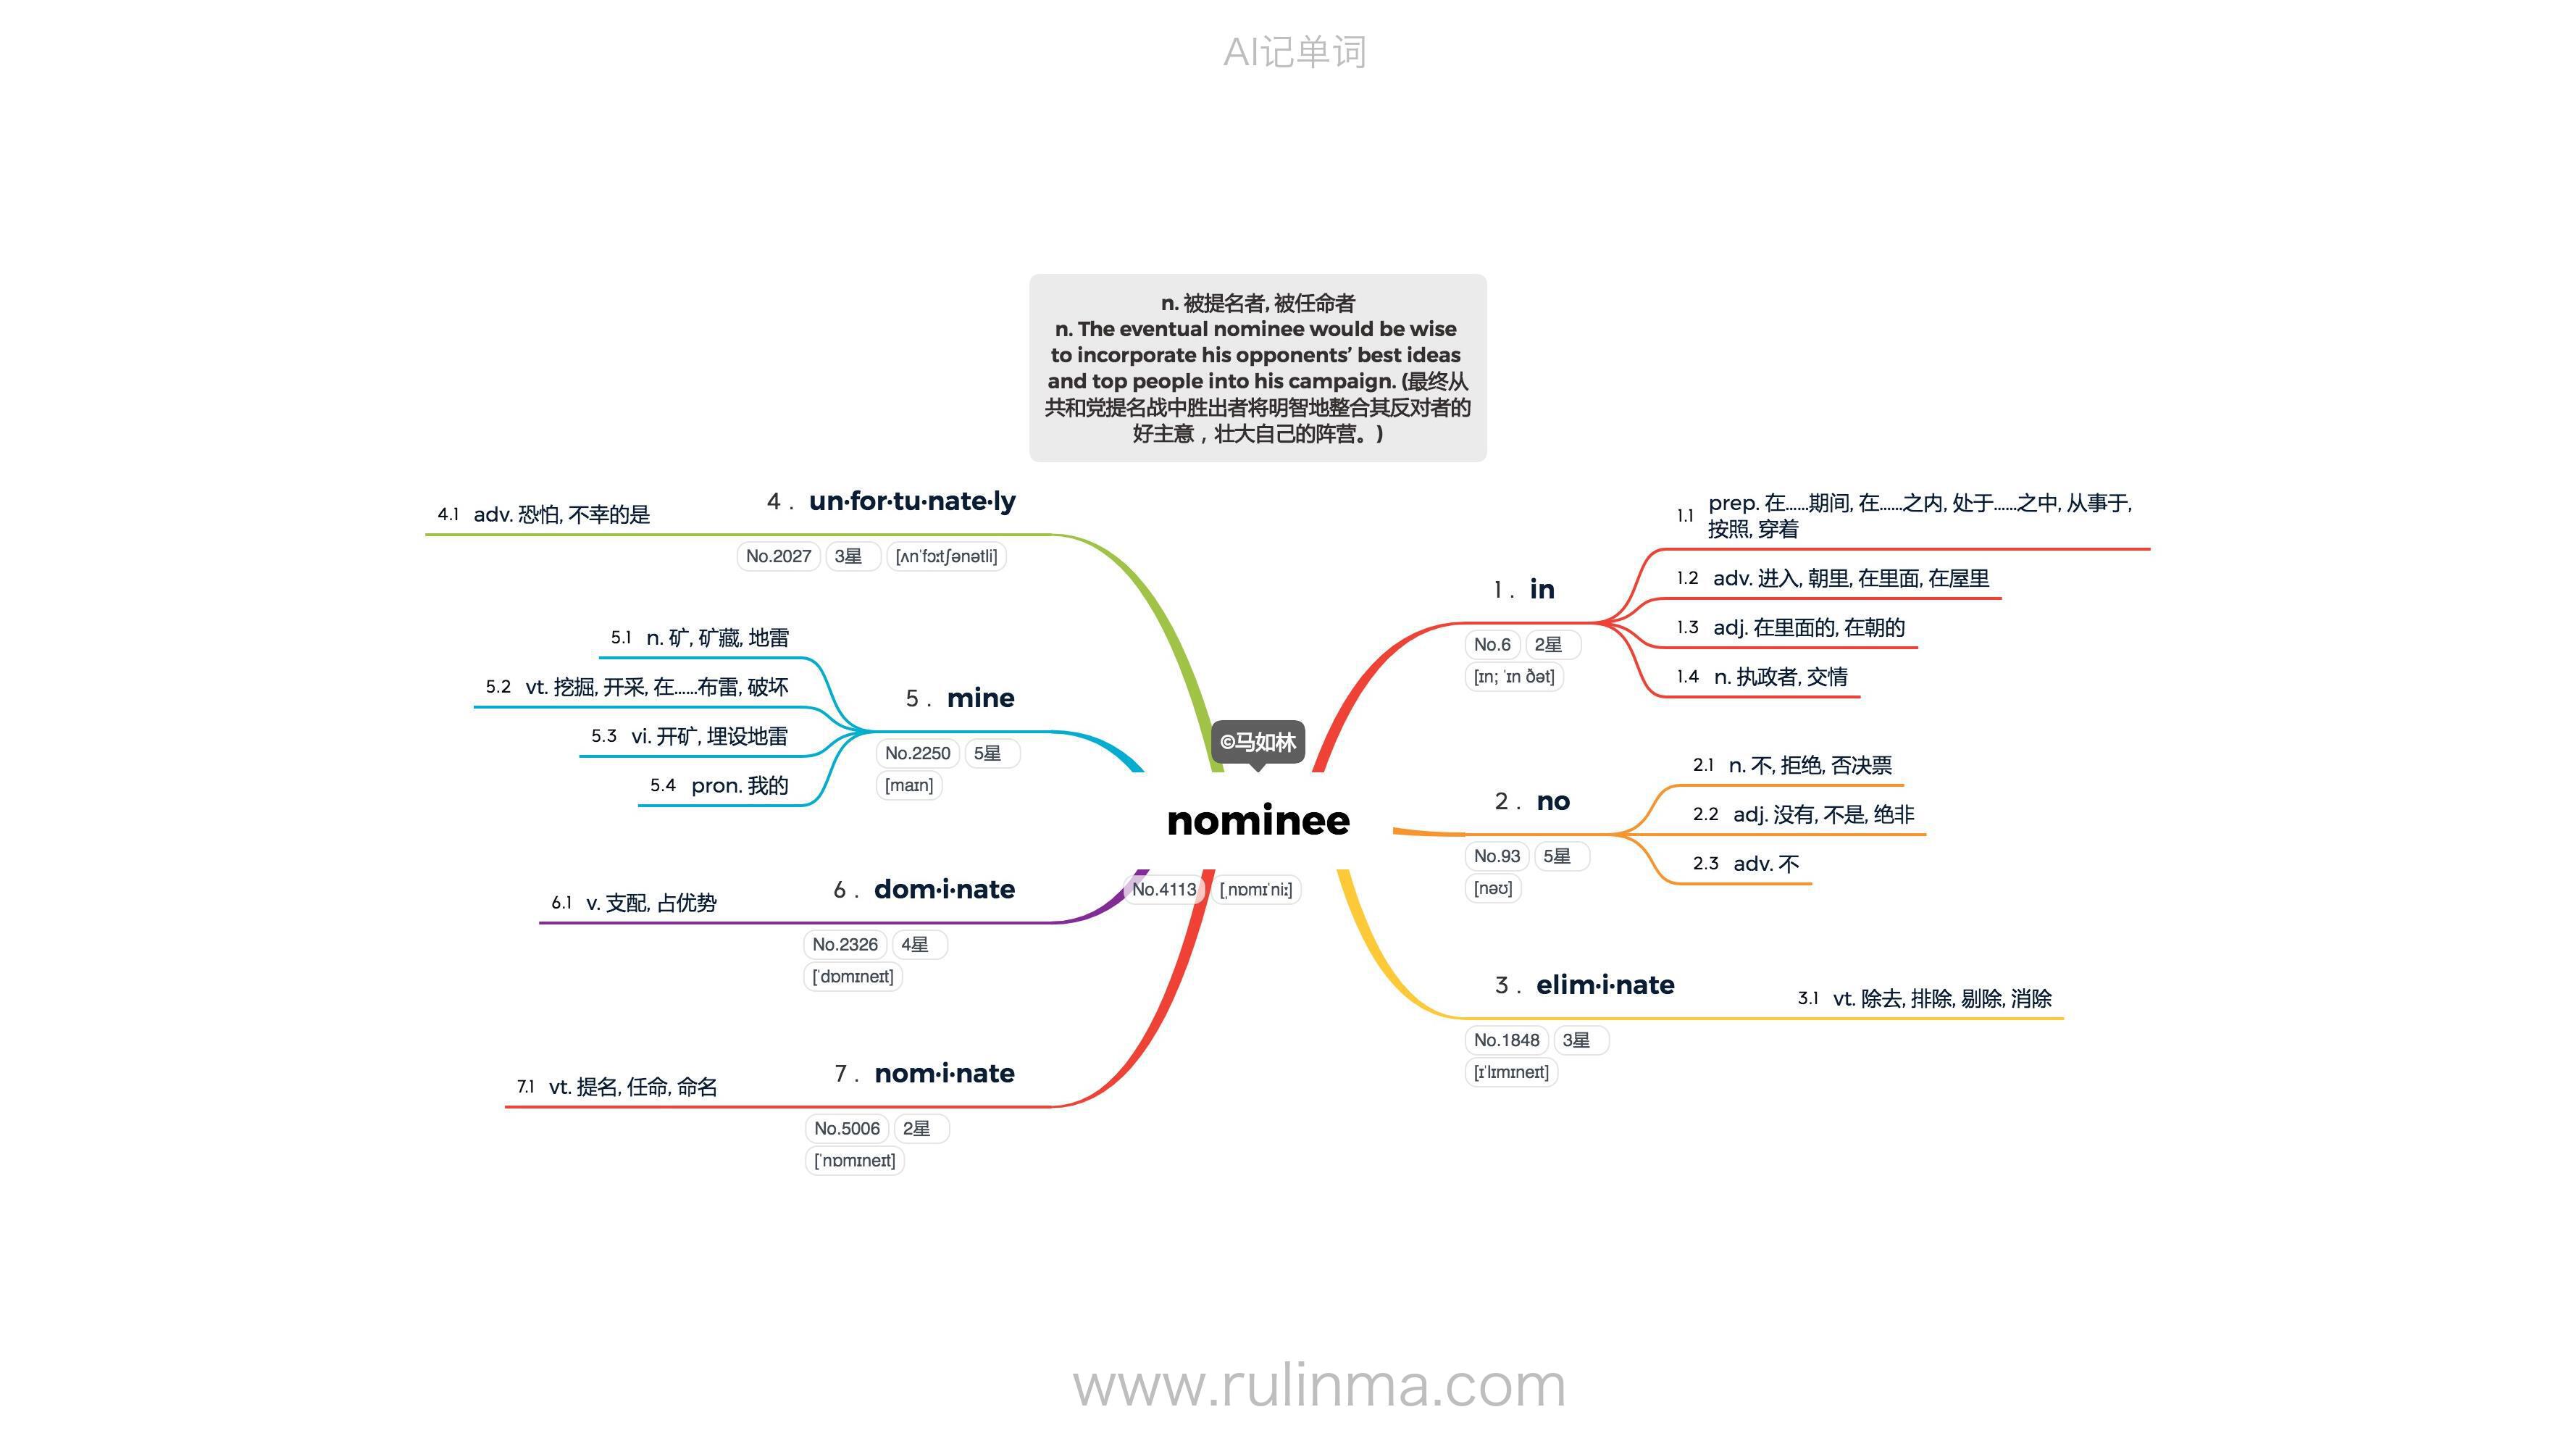 AI记单词
n. 被提名者, 被任命者
n. The eventual nominee would be wise
to incorporate his opponents’ best ideas
and top people into his campaign. (最终从
共和党提名战中胜出者将明智地整合其反对者的
好主意，壮大自己的阵营。)
©马如林
nominee
No.4113 [ˌnɒmɪˈniː]
1 . in
No.6 2星
[ɪn; ˈɪn ðət]
1.1 prep. 在……期间, 在……之内, 处于……之中, 从事于,
按照, 穿着
1.2 adv. 进入, 朝里, 在里面, 在屋里
1.3 adj. 在里面的, 在朝的
1.4 n. 执政者, 交情
2 . no
No.93 5星
[nəʊ]
2.1 n. 不, 拒绝, 否决票
2.2 adj. 没有, 不是, 绝非
2.3 adv. 不
3 . elim·i·nate
No.1848 3星
[ɪˈlɪmɪneɪt]
3.1 vt. 除去, 排除, 剔除, 消除
4 . un·for·tu·nate·ly
No.2027 3星 [ʌnˈfɔːtʃənətli]
4.1 adv. 恐怕, 不幸的是
5 . mine
No.2250 5星
[maɪn]
5.1 n. 矿, 矿藏, 地雷
5.2 vt. 挖掘, 开采, 在……布雷, 破坏
5.3 vi. 开矿, 埋设地雷
5.4 pron. 我的
6 . dom·i·nate
No.2326 4星
[ˈdɒmɪneɪt]
6.1 v. 支配, 占优势
7 . nom·i·nate
No.5006 2星
[ˈnɒmɪneɪt]
7.1 vt. 提名, 任命, 命名
www.rulinma.com